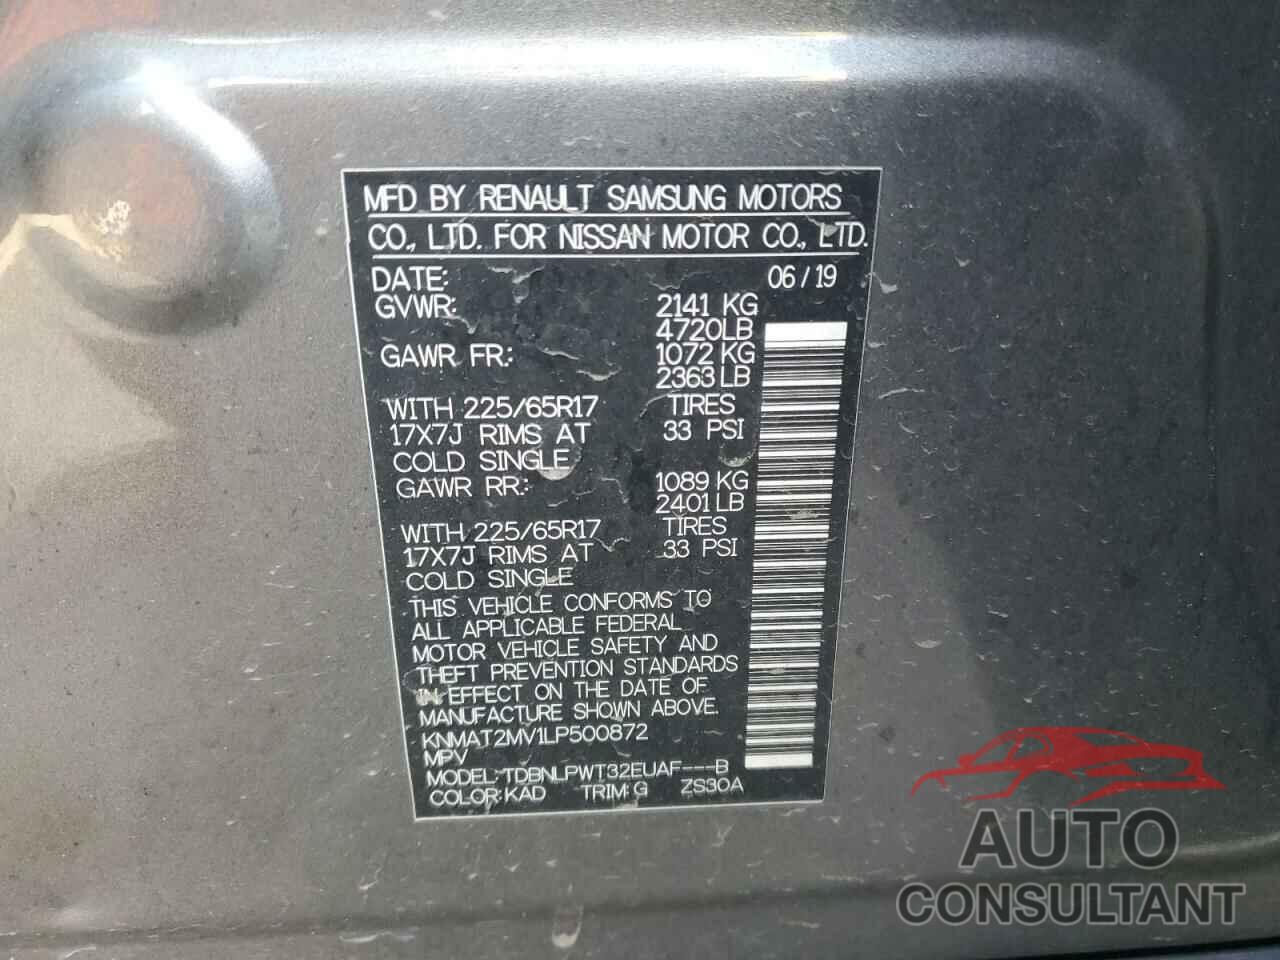 MFD BY RENAULT SAMSUNG MOTORS
CO., LTD. FOR NISSAN MOTOR CO., LTD.
DATE: 06/19
GVWR: 2141 KG
4720LB
GAWR FR: 1072 KG
2363LB
WITH 225/65R17 TIRES
17X7J RIMS AT 33 PSI
COLD SINGLE
GAWR RR: 1089 KG
2401LB
WITH 225/65R17 TIRES
17X7J RIMS AT 33 PSI
COLD SINGLE
THIS VEHICLE CONFORMS TO
ALL APPLICABLE FEDERAL
MOTOR VEHICLE SAFETY AND
THEFT PREVENTION STANDARDS
IN EFFECT ON THE DATE OF
MANUFACTURE SHOWN ABOVE.
KNMAT2MV1LP500872
MPV
MODEL: TDBNLPWT32EUAF---B
COLOR:KAD TRIM:G ZS30A
AUTO
CONSULTANT